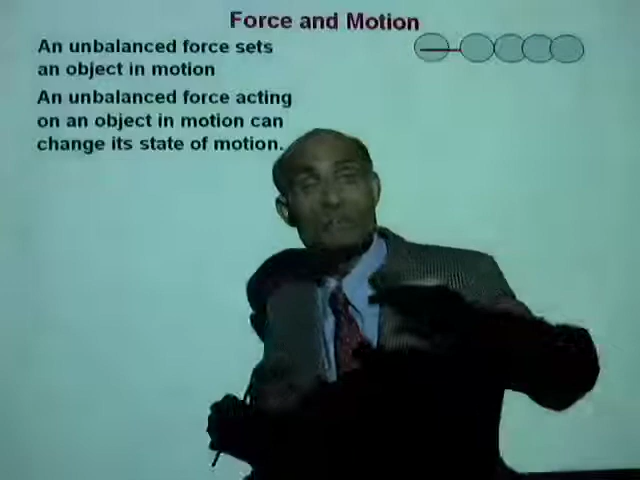 Force and Motion
An unbalanced force sets
an object in motion
An unbalanced force acting
on an object in motion can
change its state of motion.